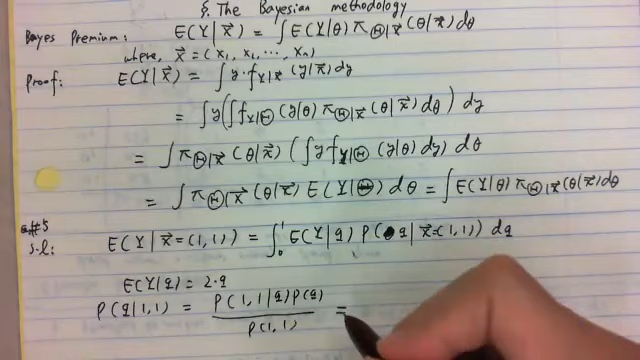 §. The Bayesian methodology
Bayes Premium: E(Y|x⃗) = ∫ E(Y|θ) π_Θ|x⃗ (θ|x⃗) dθ
where, x⃗ = (x₁, x₁, ..., xₙ)
Proof: E(Y|x⃗) = ∫ y · f_Y|x⃗ (y|x⃗) dy
= ∫ y (∫ f_Y|Θ (y|θ) π_Θ|x⃗ (θ|x⃗) dθ) dy
= ∫ π_Θ|x⃗ (θ|x⃗) (∫ y f_Y|Θ (y|θ) dy) dθ
= ∫ π_Θ|x⃗ (θ|x⃗) E(Y|Θ) dθ = ∫ E(Y|θ) π_Θ|x⃗ (θ|x⃗) dθ
#5
S-l: E(Y|x⃗=(1,1)) = ∫₀¹ E(Y|q) P(q|x⃗=(1,1)) dq
E(Y|q) = 2·q
P(q|1,1) = P(1,1|q)P(q) / P(1,1) =